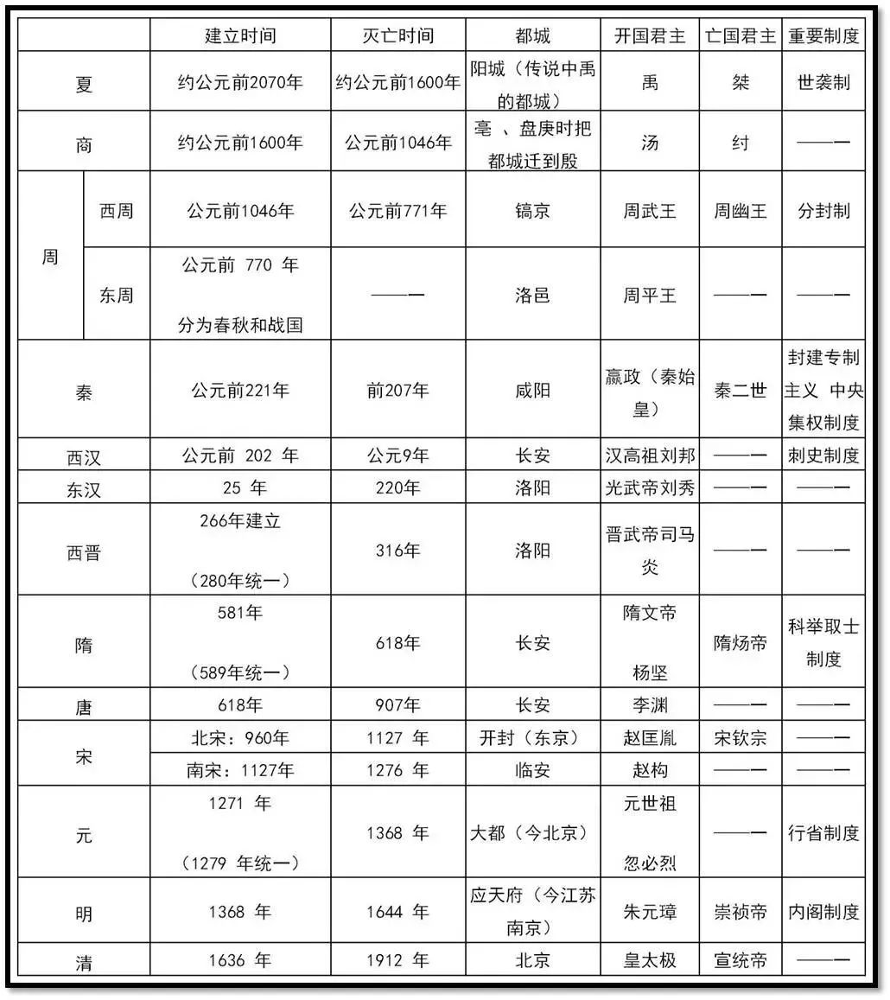 建立时间 灭亡时间 都城 开国君主 亡国君主 重要制度
夏 约公元前2070年 约公元前1600年 阳城（传说中禹
的都城） 禹 桀 世袭制
商 约公元前1600年 公元前1046年 亳 、盘庚时把
都城迁到殷 汤 纣 ——一
周 西周 公元前1046年 公元前771年 镐京 周武王 周幽王 分封制
东周 公元前 770 年
分为春秋和战国 ——一 洛邑 周平王 ——一 ——一
秦 公元前221年 前207年 咸阳 嬴政（秦始
皇） 秦二世 封建专制
主义 中央
集权制度
西汉 公元前 202 年 公元9年 长安 汉高祖刘邦 ——一 刺史制度
东汉 25 年 220年 洛阳 光武帝刘秀 ——一 ——一
西晋 266年建立
（280年统一） 316年 洛阳 晋武帝司马
炎 ——一 ——一
隋 581年
（589年统一） 618年 长安 隋文帝
杨坚 隋炀帝 科举取士
制度
唐 618年 907年 长安 李渊 ——一 ——一
宋 北宋：960年 1127 年 开封（东京） 赵匡胤 宋钦宗 ——一
南宋：1127年 1276 年 临安 赵构 ——一 ——一
元 1271 年
（1279 年统一） 1368 年 大都（今北京） 元世祖
忽必烈 ——一 行省制度
明 1368 年 1644 年 应天府（今江苏
南京） 朱元璋 崇祯帝 内阁制度
清 1636 年 1912 年 北京 皇太极 宣统帝 ——一